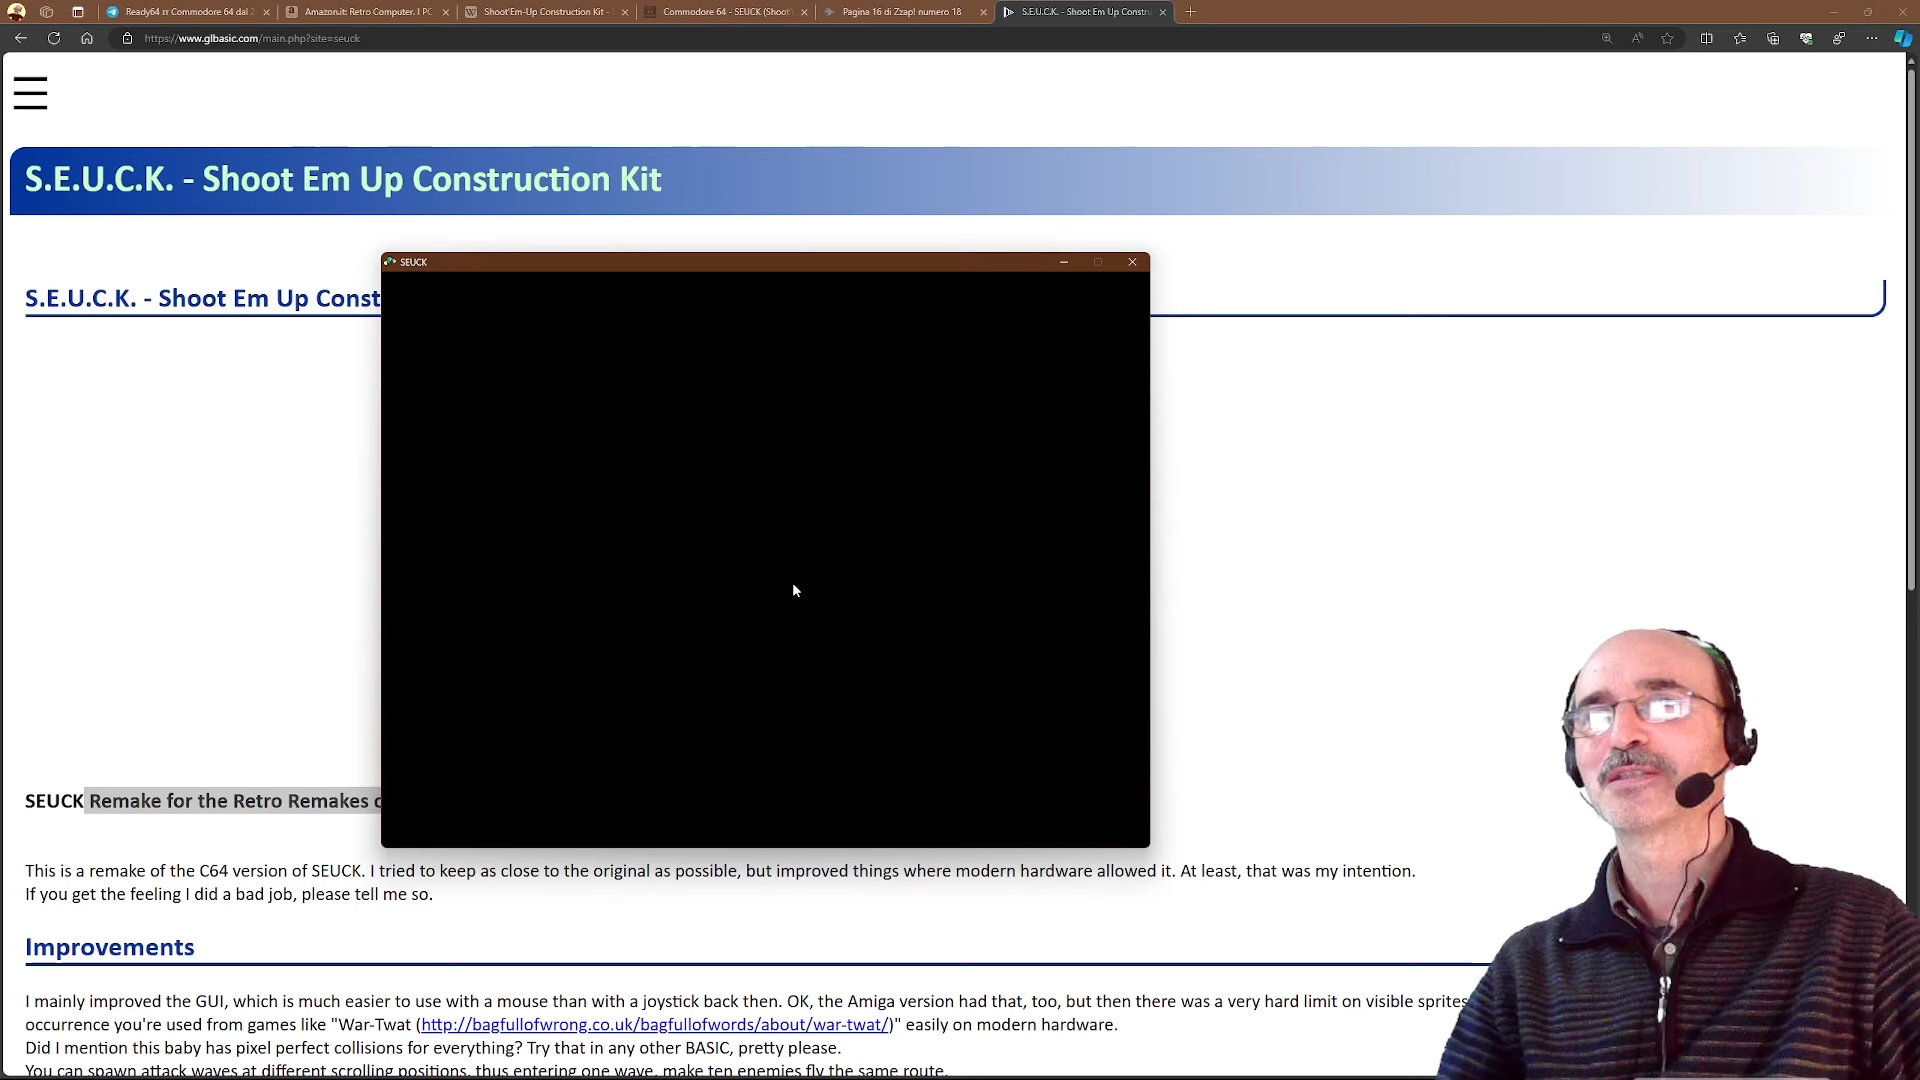 Ready64 ττ Commodore 64 dal 2
Amazon.it: Retro Computer. I PC
Shoot'Em-Up Construction Kit -
Commodore 64 - SEUCK (Shoot'
Pagina 16 di Zzap! numero 18
S.E.U.C.K. - Shoot Em Up Constru
https://www.glbasic.com/main.php?site=seuck
S.E.U.C.K. - Shoot Em Up Construction Kit
SEUCK
S.E.U.C.K. - Shoot Em Up Const
SEUCK Remake for the Retro Remakes c
This is a remake of the C64 version of SEUCK. I tried to keep as close to the original as possible, but improved things where modern hardware allowed it. At least, that was my intention.
If you get the feeling I did a bad job, please tell me so.
Improvements
I mainly improved the GUI, which is much easier to use with a mouse than with a joystick back then. OK, the Amiga version had that, too, but then there was a very hard limit on visible sprites
occurrence you're used from games like "War-Twat (http://bagfullofwrong.co.uk/bagfullofwords/about/war-twat/)" easily on modern hardware.
Did I mention this baby has pixel perfect collisions for everything? Try that in any other BASIC, pretty please.
You can spawn attack waves at different scrolling positions, thus entering one wave, make ten enemies fly the same route.